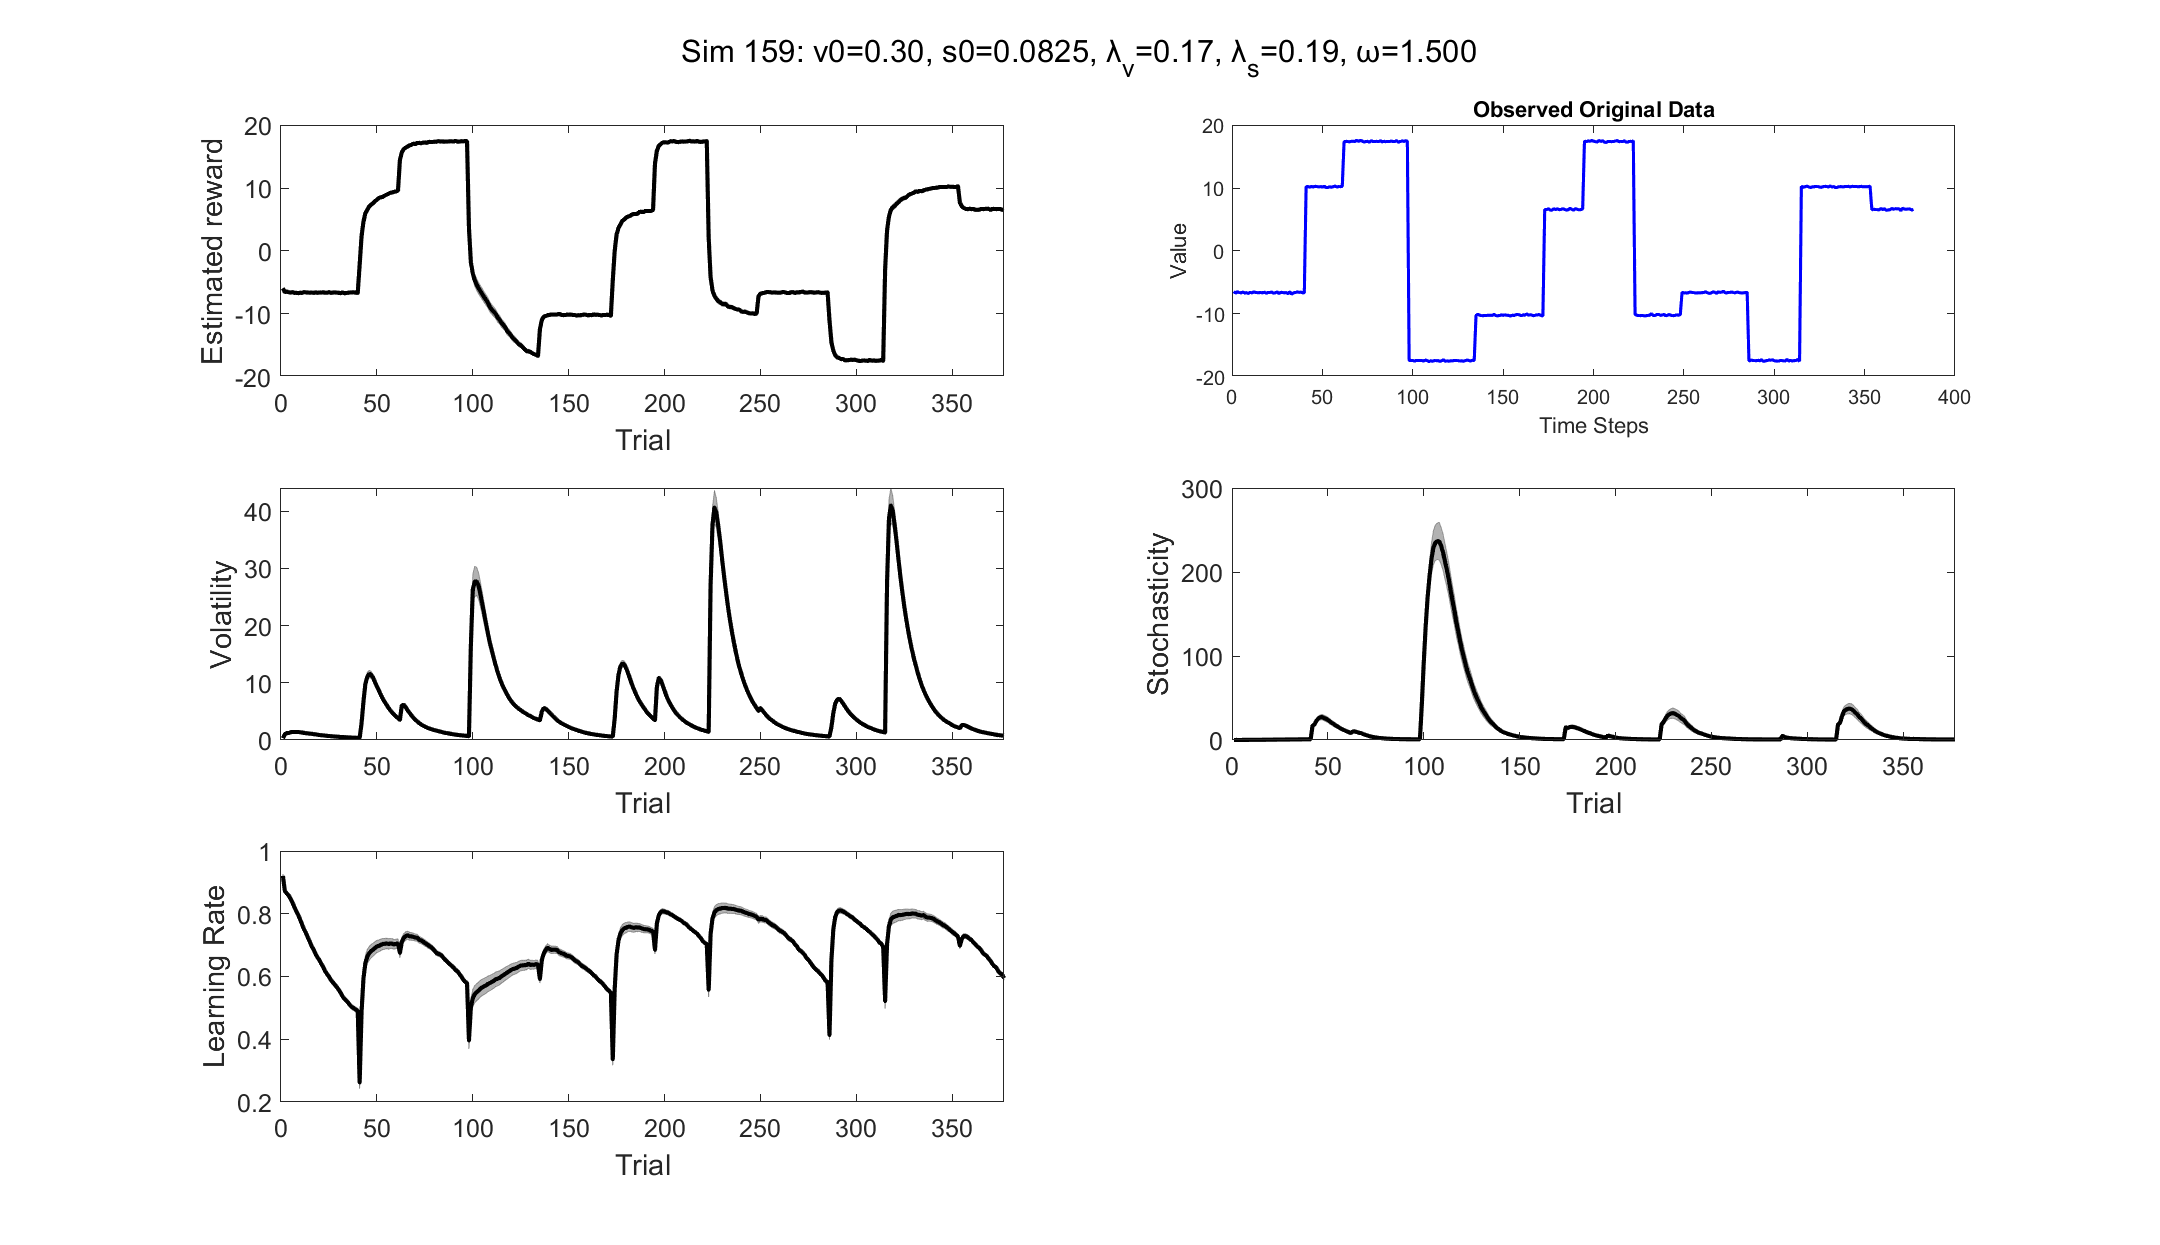 Sim 159: v0=0.30, s0=0.0825, λv=0.17, λs=0.19, ω=1.500
Estimated reward
20
10
0
-10
-20
0 50 100 150 200 250 300 350
Trial
Observed Original Data
Value
20
10
0
-10
-20
0 50 100 150 200 250 300 350 400
Time Steps
Volatility
40
30
20
10
0
0 50 100 150 200 250 300 350
Trial
Stochasticity
300
200
100
0
0 50 100 150 200 250 300 350
Trial
Learning Rate
1
0.8
0.6
0.4
0.2
0 50 100 150 200 250 300 350
Trial